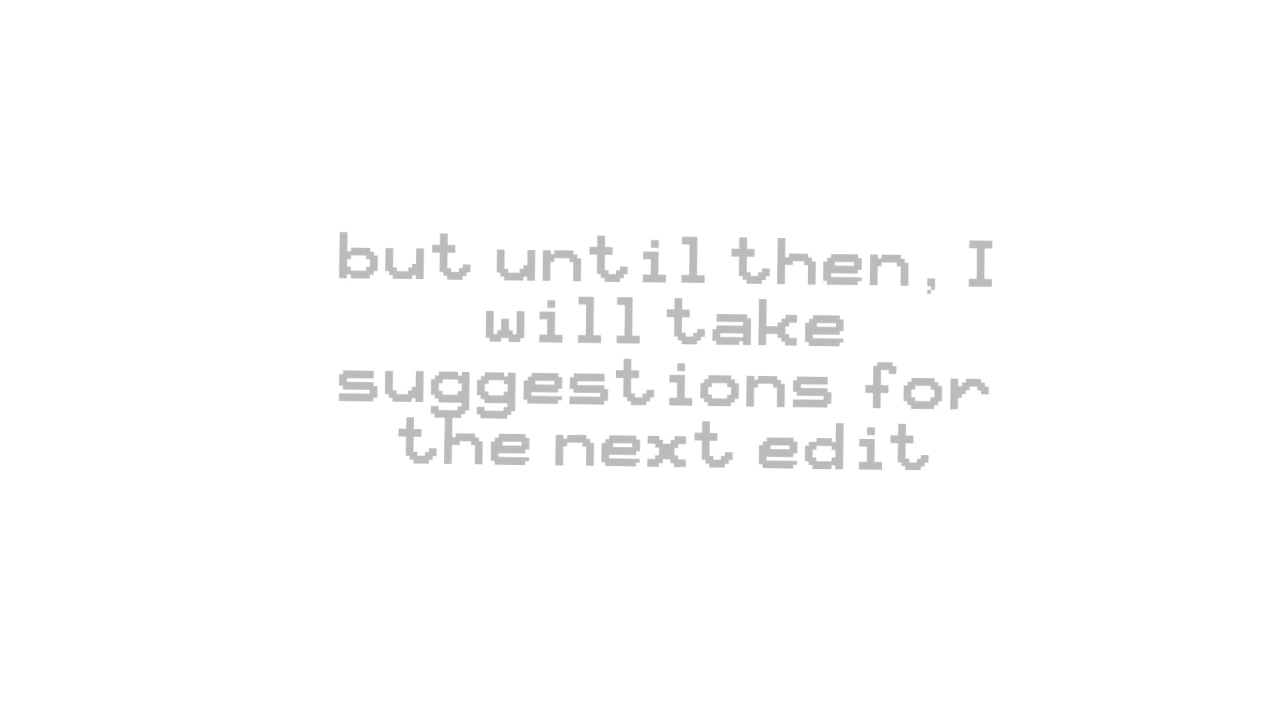 but until then, I
will take
suggestions for
the next edit